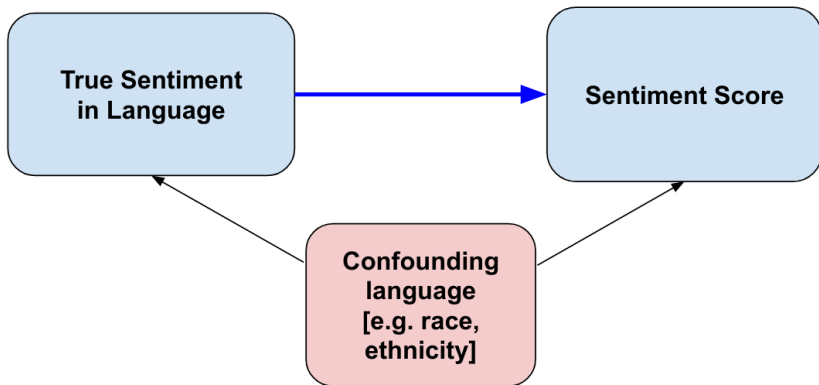 True Sentiment
in Language
Sentiment Score
Confounding
language
[e.g. race,
ethnicity]